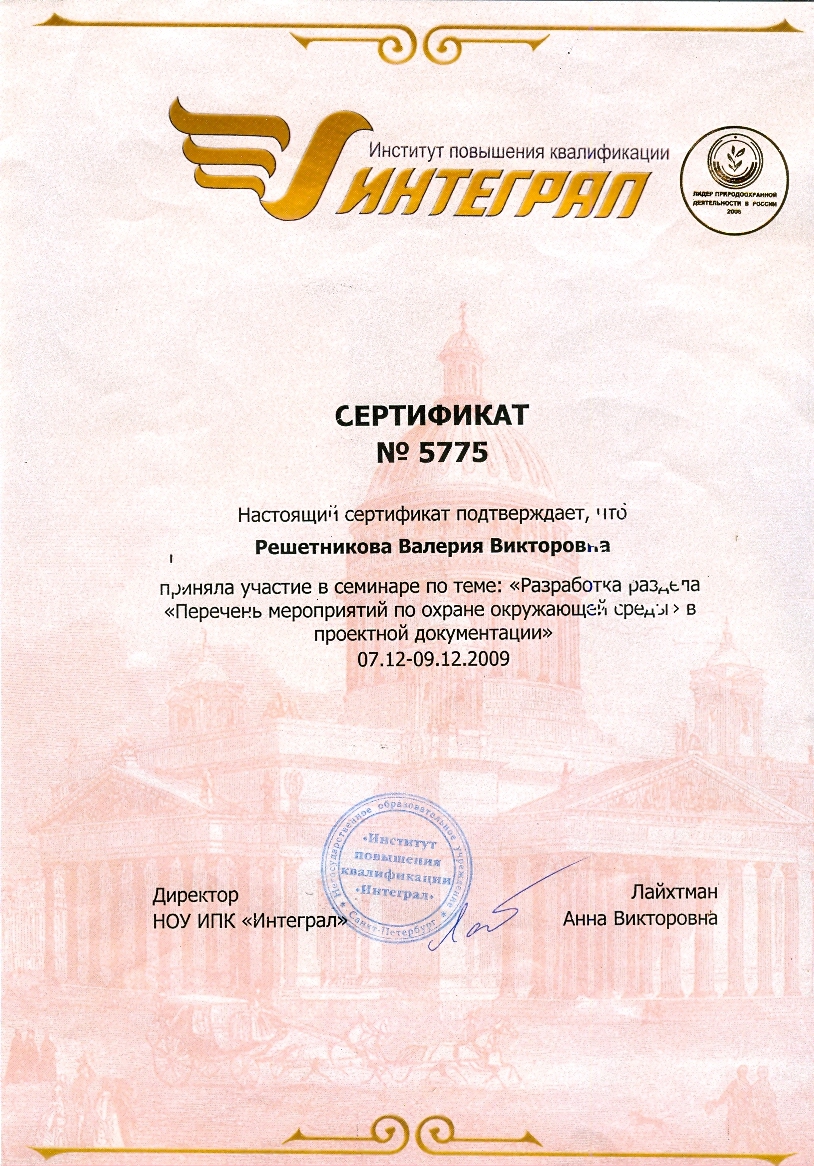 Институт повышения квалификации
ИНТЕГРАЛ
ЛИДЕР ПРИРОДООХРАННОЙ
ДЕЯТЕЛЬНОСТИ В РОССИИ
СЕРТИФИКАТ
№ 5775
Настоящий сертификат подтверждает, что
Решетникова Валерия Викторовна
приняла участие в семинаре по теме: «Разработка раздела
«Перечень мероприятий по охране окружающей среды» в
проектной документации»
07.12-09.12.2009
Негосударственное образовательное учреждение
Санкт-Петербург
«Институт
повышения
квалификации
«Интеграл»
Директор
НОУ ИПК «Интеграл»
Лайхтман
Анна Викторовна